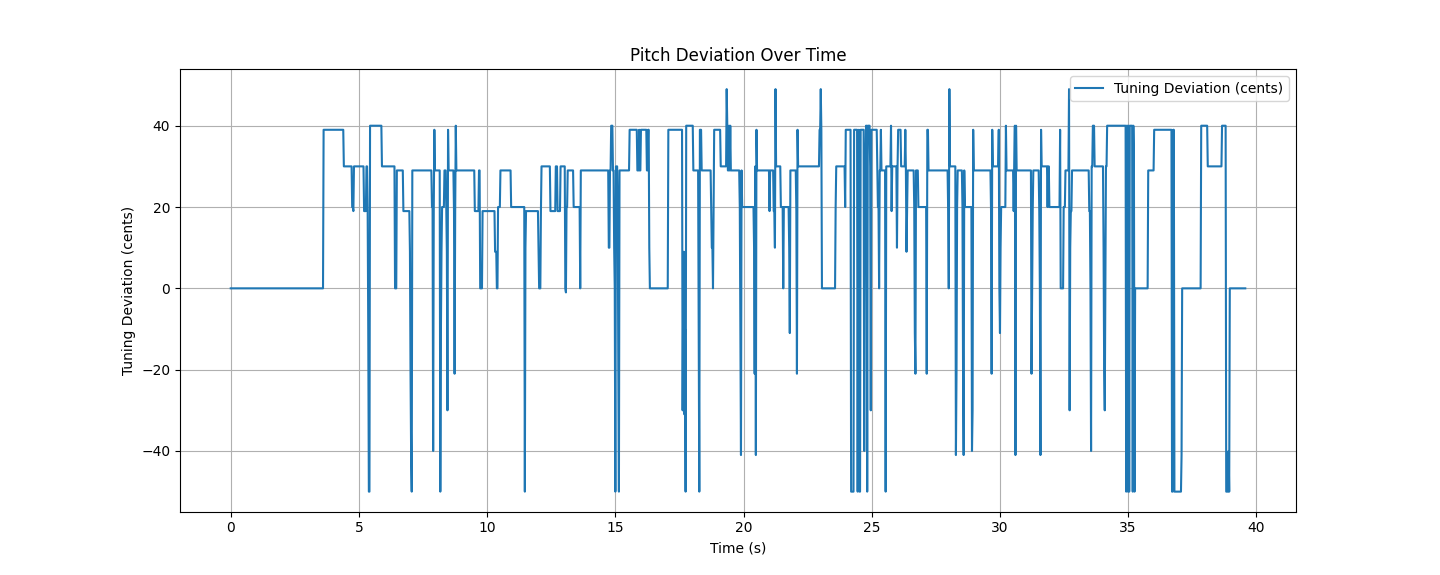 Pitch Deviation Over Time
Tuning Deviation (cents)
Tuning Deviation (cents)
40
20
0
−20
−40
0 5 10 15 20 25 30 35 40
Time (s)